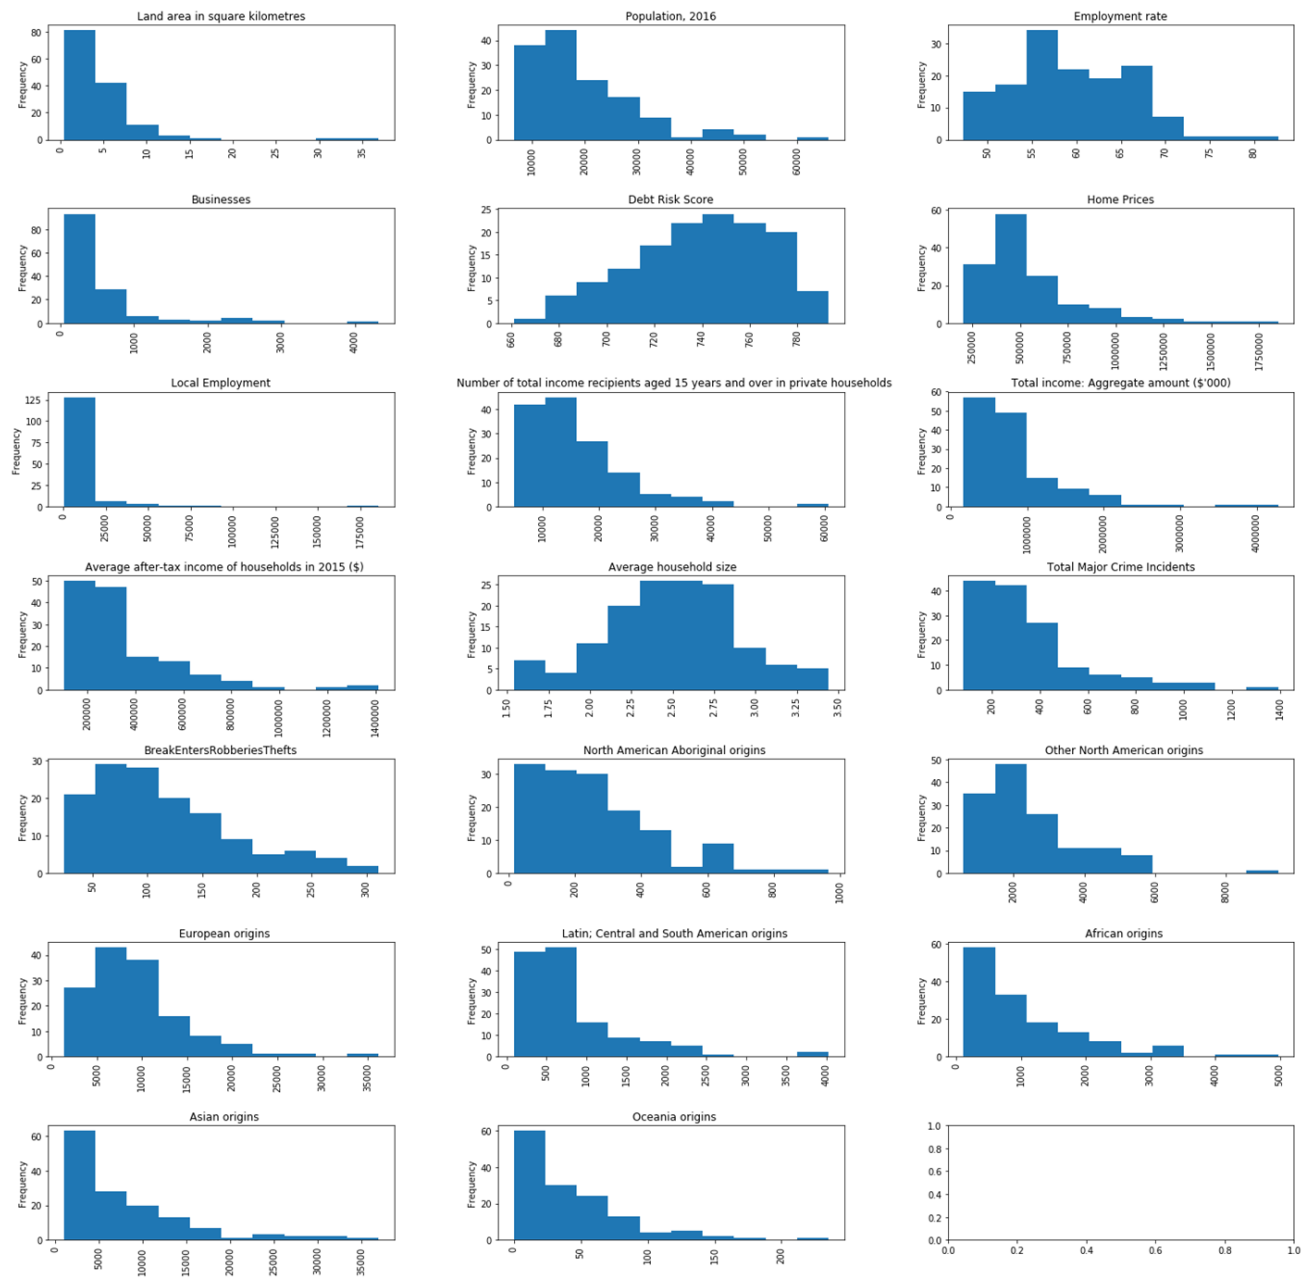 Land area in square kilometres
Frequency
0 20 40 60 80
0 5 10 15 20 25 30 35
Population, 2016
Frequency
0 10 20 30 40
10000 20000 30000 40000 50000 60000
Employment rate
Frequency
0 10 20 30
50 55 60 65 70 75 80
Businesses
Frequency
0 20 40 60 80
0 1000 2000 3000 4000
Debt Risk Score
Frequency
0 5 10 15 20 25
660 680 700 720 740 760 780
Home Prices
Frequency
0 20 40 60
250000 500000 750000 1000000 1250000 1500000 1750000
Local Employment
Frequency
0 25 50 75 100 125
0 25000 50000 75000 100000 125000 150000 175000
Number of total income recipients aged 15 years and over in private households
Frequency
0 10 20 30 40
10000 20000 30000 40000 50000 60000
Total income: Aggregate amount ($'000)
Frequency
0 10 20 30 40 50 60
0 1000000 2000000 3000000 4000000
Average after-tax income of households in 2015 ($)
Frequency
0 10 20 30 40 50
200000 400000 600000 800000 1000000 1200000 1400000
Average household size
Frequency
0 5 10 15 20 25
1.50 1.75 2.00 2.25 2.50 2.75 3.00 3.25 3.50
Total Major Crime Incidents
Frequency
0 10 20 30 40
200 400 600 800 1000 1200 1400
BreakEntersRobberiesThefts
Frequency
0 10 20 30
50 100 150 200 250 300
North American Aboriginal origins
Frequency
0 10 20 30
0 200 400 600 800 1000
Other North American origins
Frequency
0 10 20 30 40 50
2000 4000 6000 8000
European origins
Frequency
0 10 20 30 40
0 5000 10000 15000 20000 25000 30000 35000
Latin; Central and South American origins
Frequency
0 10 20 30 40 50
0 500 1000 1500 2000 2500 3000 3500 4000
African origins
Frequency
0 20 40 60
0 1000 2000 3000 4000 5000
Asian origins
Frequency
0 20 40 60
0 5000 10000 15000 20000 25000 30000 35000
Oceania origins
Frequency
0 10 20 30 40 50 60
0 50 100 150 200
0.0 0.2 0.4 0.6 0.8 1.0
0.0 0.2 0.4 0.6 0.8 1.0